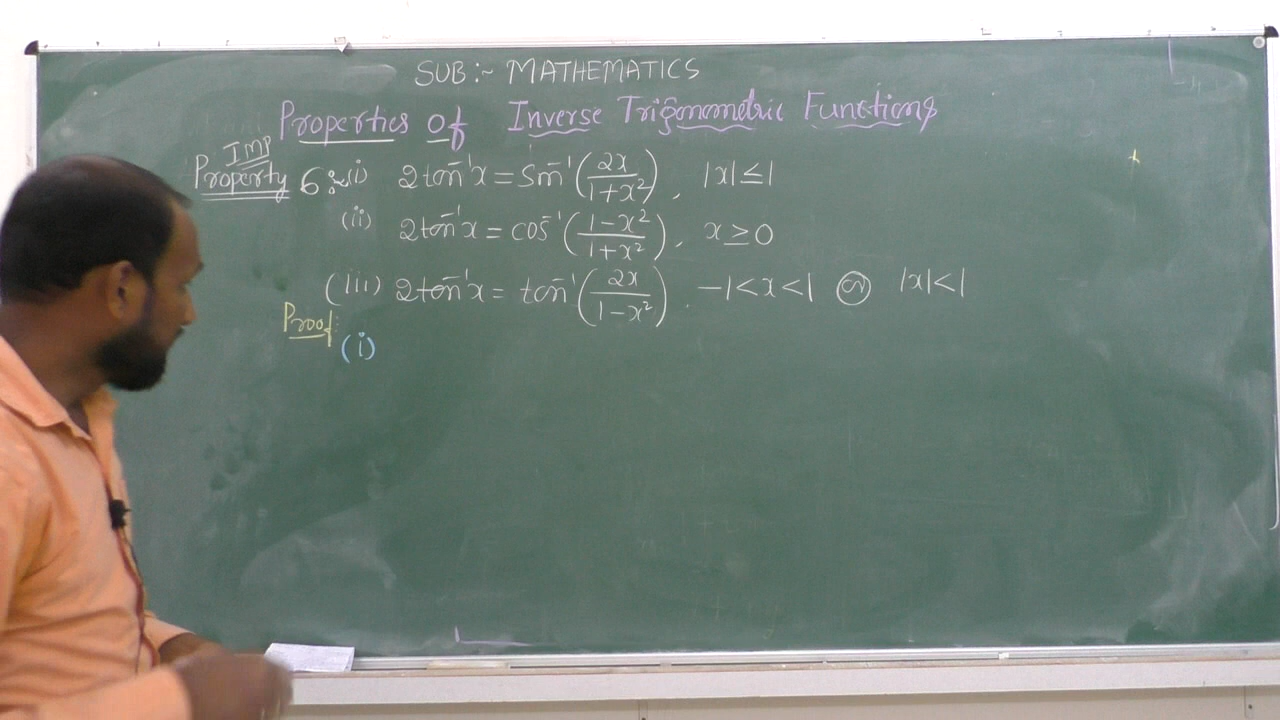 SUB :- MATHEMATICS
Properties of Inverse Trigonometric Functions
IMP
Property 6:- (i) 2tan⁻¹x = Sin⁻¹(2x/(1+x²)), |x| ≤ 1
(ii) 2tan⁻¹x = cos⁻¹((1-x²)/(1+x²)), x ≥ 0
(iii) 2tan⁻¹x = tan⁻¹(2x/(1-x²)). -1 < x < 1 or |x| < 1
Proof:
(i)